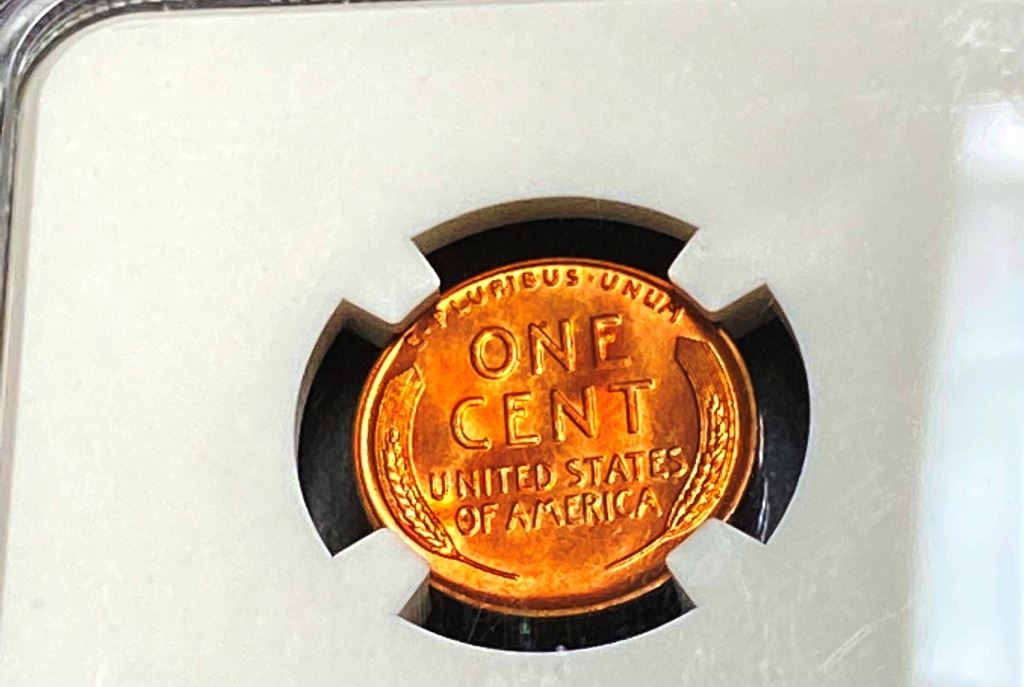 E·PLURIBUS·UNUM
ONE
CENT
UNITED STATES
OF AMERICA